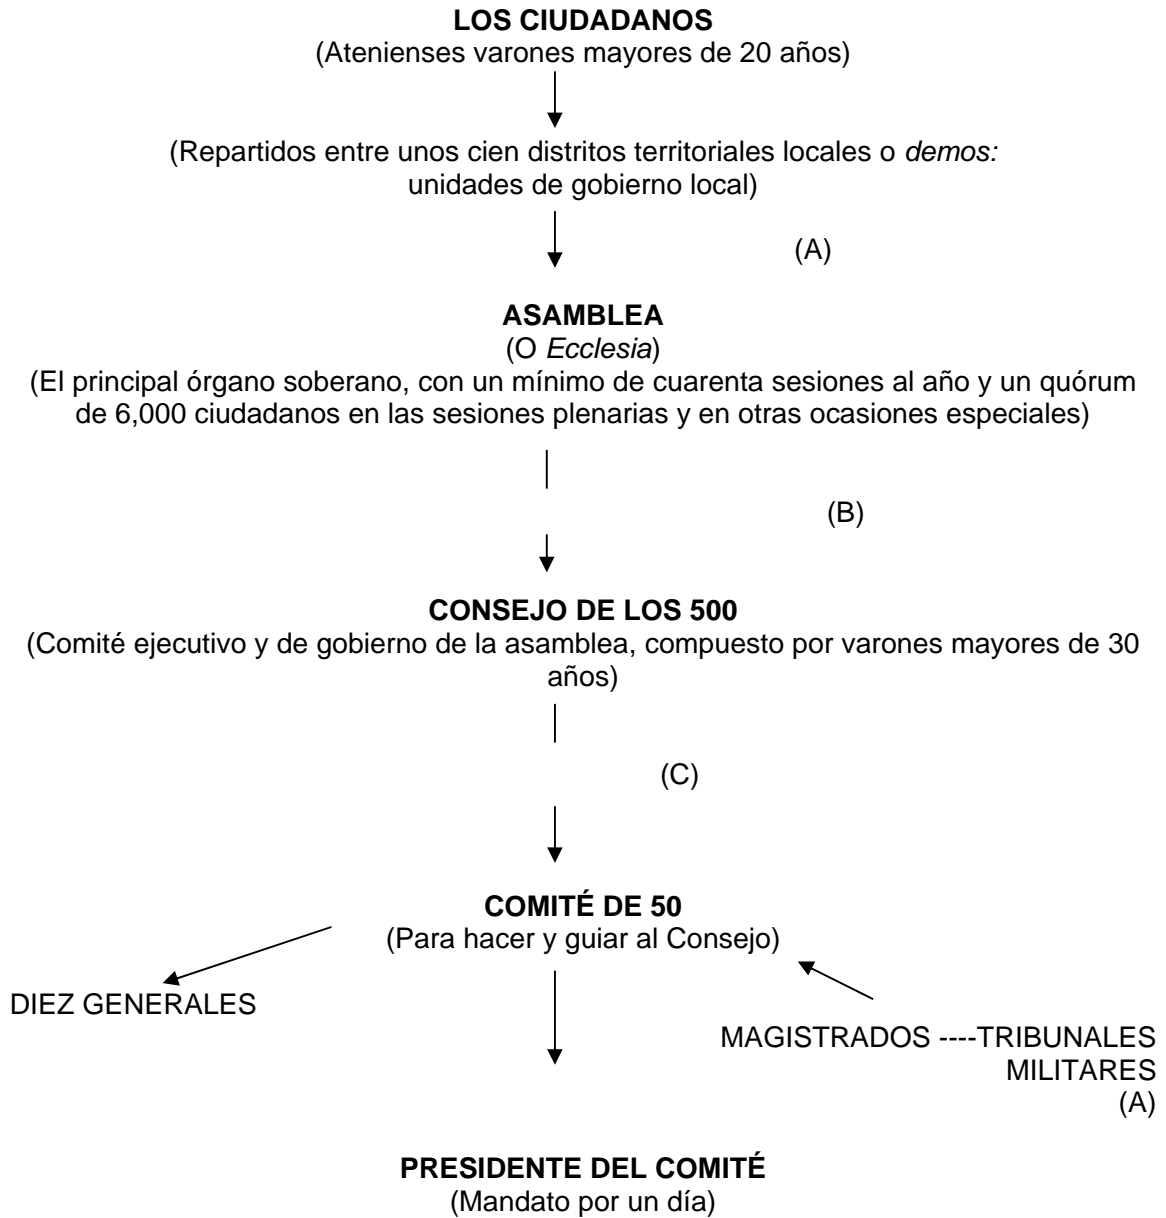 LOS CIUDADANOS
(Atenienses varones mayores de 20 años)
(Repartidos entre unos cien distritos territoriales locales o demos:
unidades de gobierno local)
(A)
ASAMBLEA
(O Ecclesia)
(El principal órgano soberano, con un mínimo de cuarenta sesiones al año y un quórum
de 6,000 ciudadanos en las sesiones plenarias y en otras ocasiones especiales)
(B)
CONSEJO DE LOS 500
(Comité ejecutivo y de gobierno de la asamblea, compuesto por varones mayores de 30
años)
(C)
COMITÉ DE 50
(Para hacer y guiar al Consejo)
DIEZ GENERALES
MAGISTRADOS ----TRIBUNALES
MILITARES
(A)
PRESIDENTE DEL COMITÉ
(Mandato por un día)